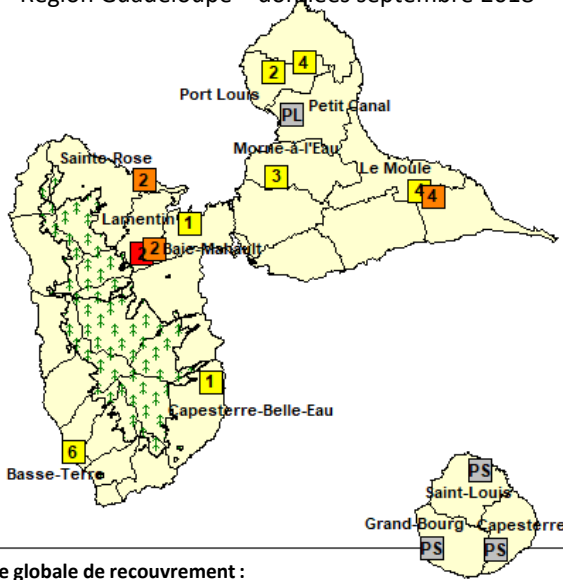 Région Guadeloupe – données septembre 2018
4
2
Port Louis
PL
Petit Canal
Morne-à-l'Eau
Sainte-Rose
Le Moule
2
3
4
4
Lamentin
1
2
2
Baie-Mahault
1
Capesterre-Belle-Eau
6
Basse-Terre
PS
Saint-Louis
Grand-Bourg
Capesterre
PS
PS
e globale de recouvrement :